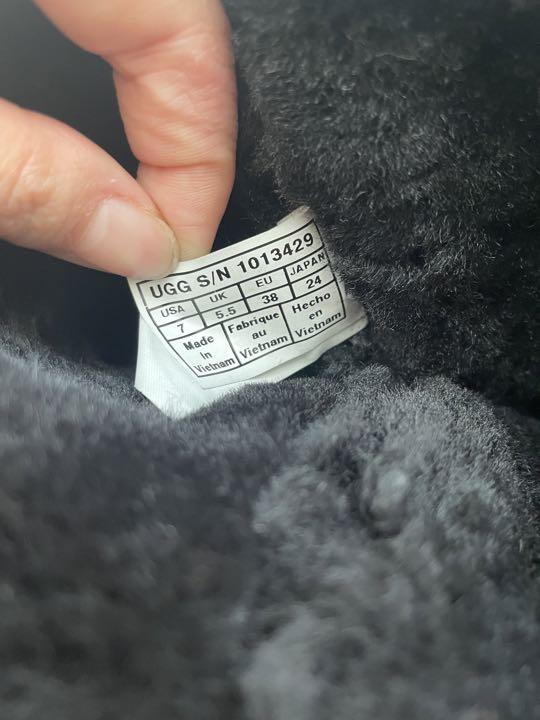 UGG S/N 1013429
USA UK EU JAPAN
7 5.5 38 24
Made in Vietnam
Fabrique au Vietnam
Hecho en Vietnam